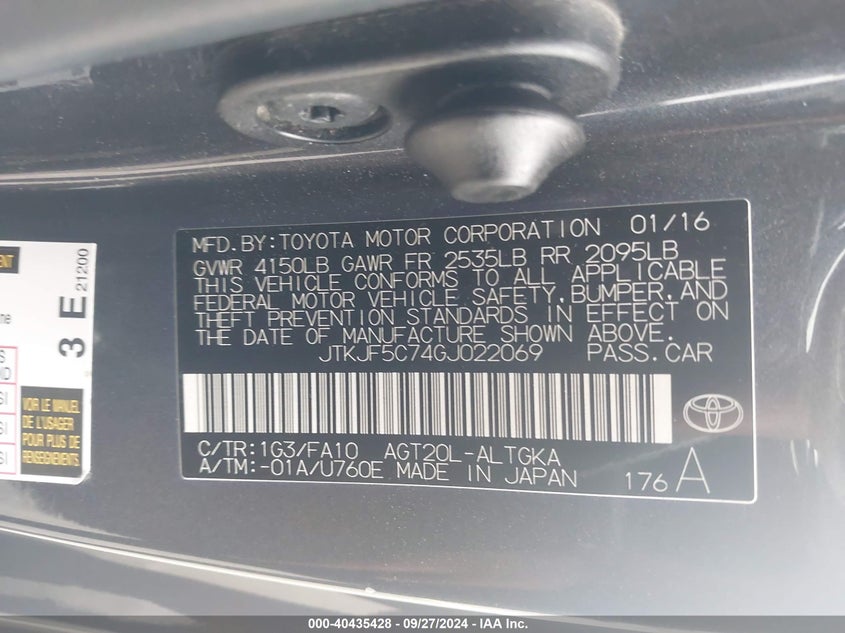 MFD.BY:TOYOTA MOTOR CORPORATION 01/16
GVWR 4150LB GAWR FR 2535LB RR 2095LB
THIS VEHICLE CONFORMS TO ALL APPLICABLE
FEDERAL MOTOR VEHICLE SAFETY,BUMPER,AND
THEFT PREVENTION STANDARDS IN EFFECT ON
THE DATE OF MANUFACTURE SHOWN ABOVE.
JTKJF5C74GJ022069 PASS.CAR
C/TR:1G3/FA10 AGT20L-ALTGKA
A/TM:-01A/U760E MADE IN JAPAN 176 A
3 E
21200
VOIR LE MANUEL
DE L'USAGER
POUR PLUS DE
RENSEIGNEMENTS
000-40435428 - 09/27/2024 - IAA Inc.